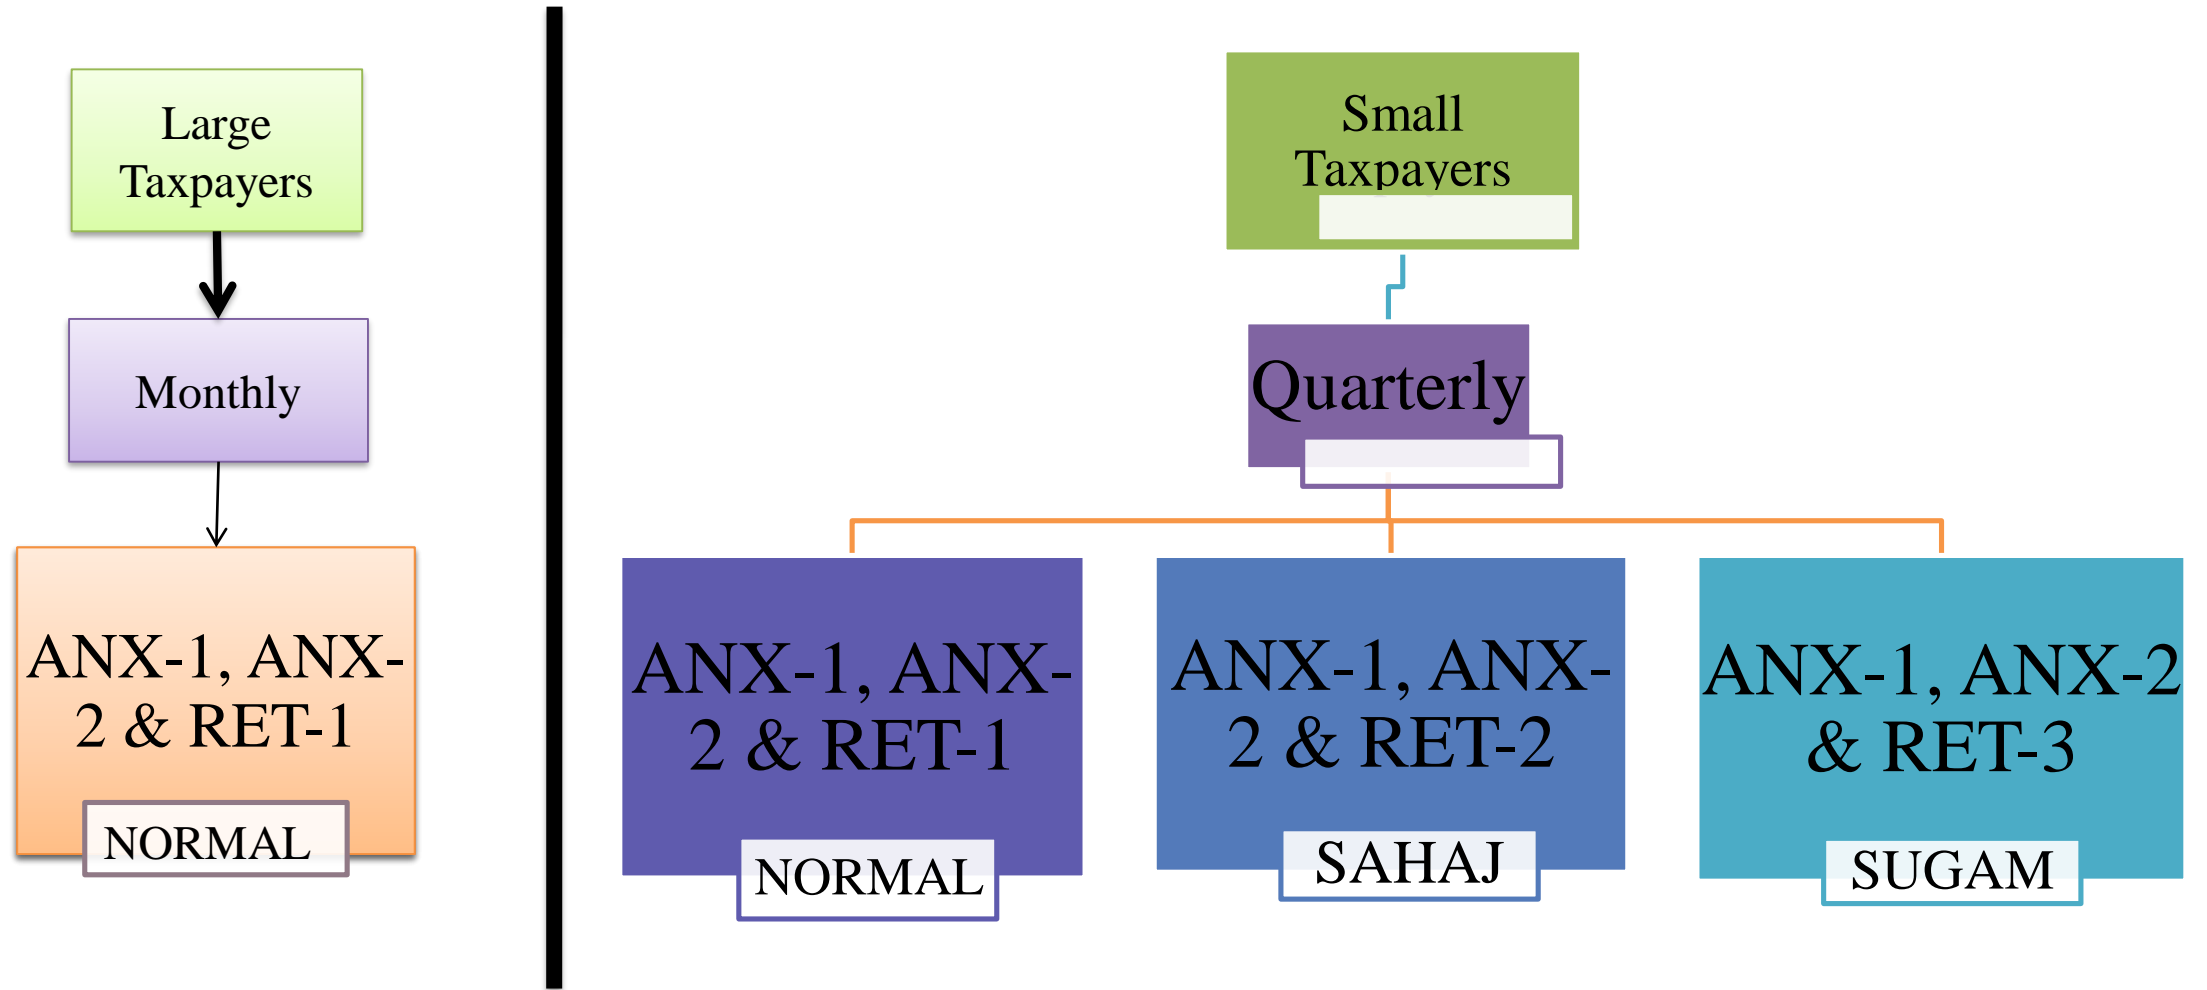 Large
Taxpayers
Monthly
ANX-1, ANX-
2 & RET-1
NORMAL
Small
Taxpayers
Quarterly
ANX-1, ANX-
2 & RET-1
NORMAL
ANX-1, ANX-
2 & RET-2
SAHAJ
ANX-1, ANX-2
& RET-3
SUGAM